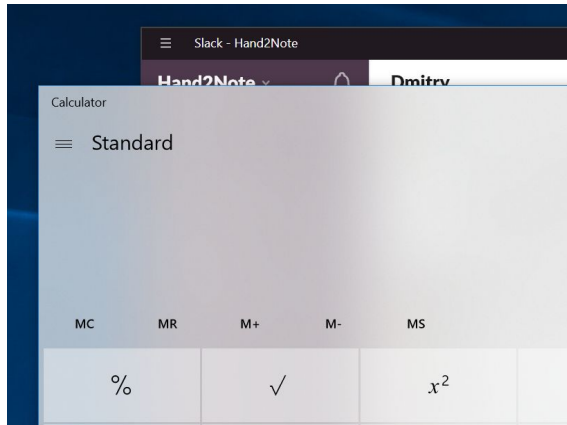 Slack - Hand2Note
Hand2Note
Dmitry
Calculator
Standard
MC MR M+ M- MS
% √ x²